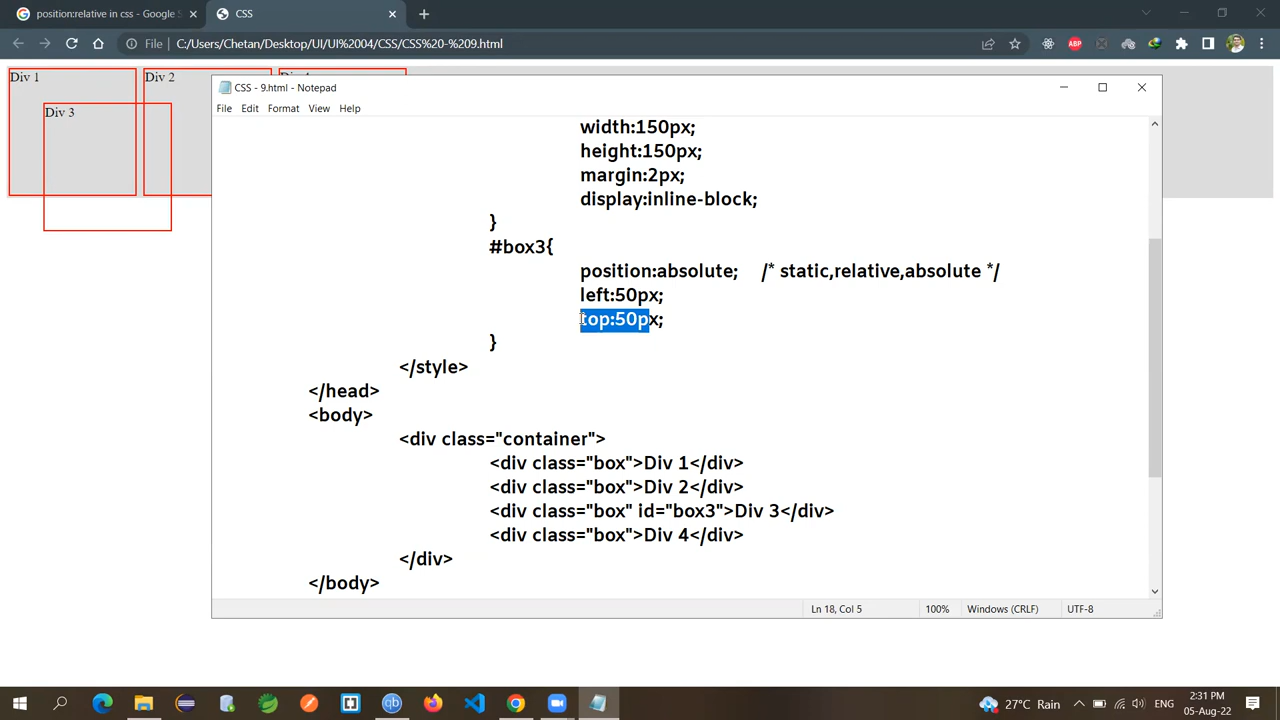 position:relative in css - Google
CSS
File
C:/Users/Chetan/Desktop/UI/UI%2004/CSS/CSS%20-%209.html
ABP
Div 1
Div 2
Div 3
CSS - 9.html - Notepad
File Edit Format View Help
width:150px;
height:150px;
margin:2px;
display:inline-block;
}
#box3{
position:absolute; /* static,relative,absolute */
left:50px;
top:50px;
}
</style>
</head>
<body>
<div class="container">
<div class="box">Div 1</div>
<div class="box">Div 2</div>
<div class="box" id="box3">Div 3</div>
<div class="box">Div 4</div>
</div>
</body>
Ln 18, Col 5 100% Windows (CRLF) UTF-8
qb
27°C Rain
ENG
2:31 PM
05-Aug-22